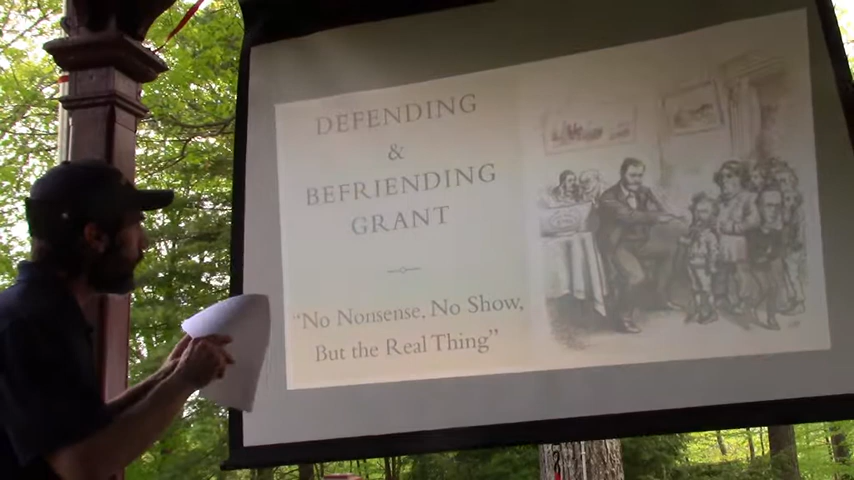 DEFENDING
&
BEFRIENDING
GRANT
"No Nonsense, No Show,
But the Real Thing"